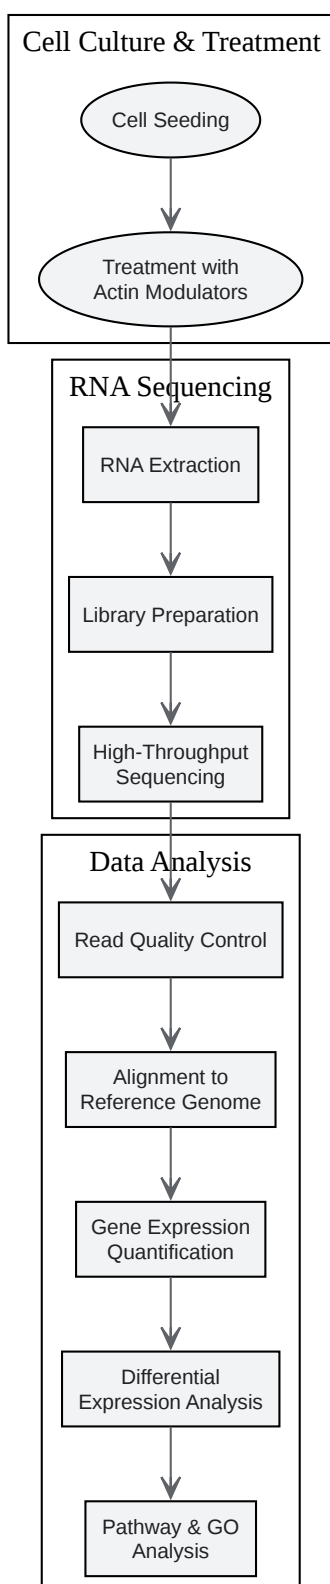 Cell Culture & Treatment
Cell Seeding
Treatment with
Actin Modulators
RNA Sequencing
RNA Extraction
Library Preparation
High-Throughput
Sequencing
Data Analysis
Read Quality Control
Alignment to
Reference Genome
Gene Expression
Quantification
Differential
Expression Analysis
Pathway & GO
Analysis